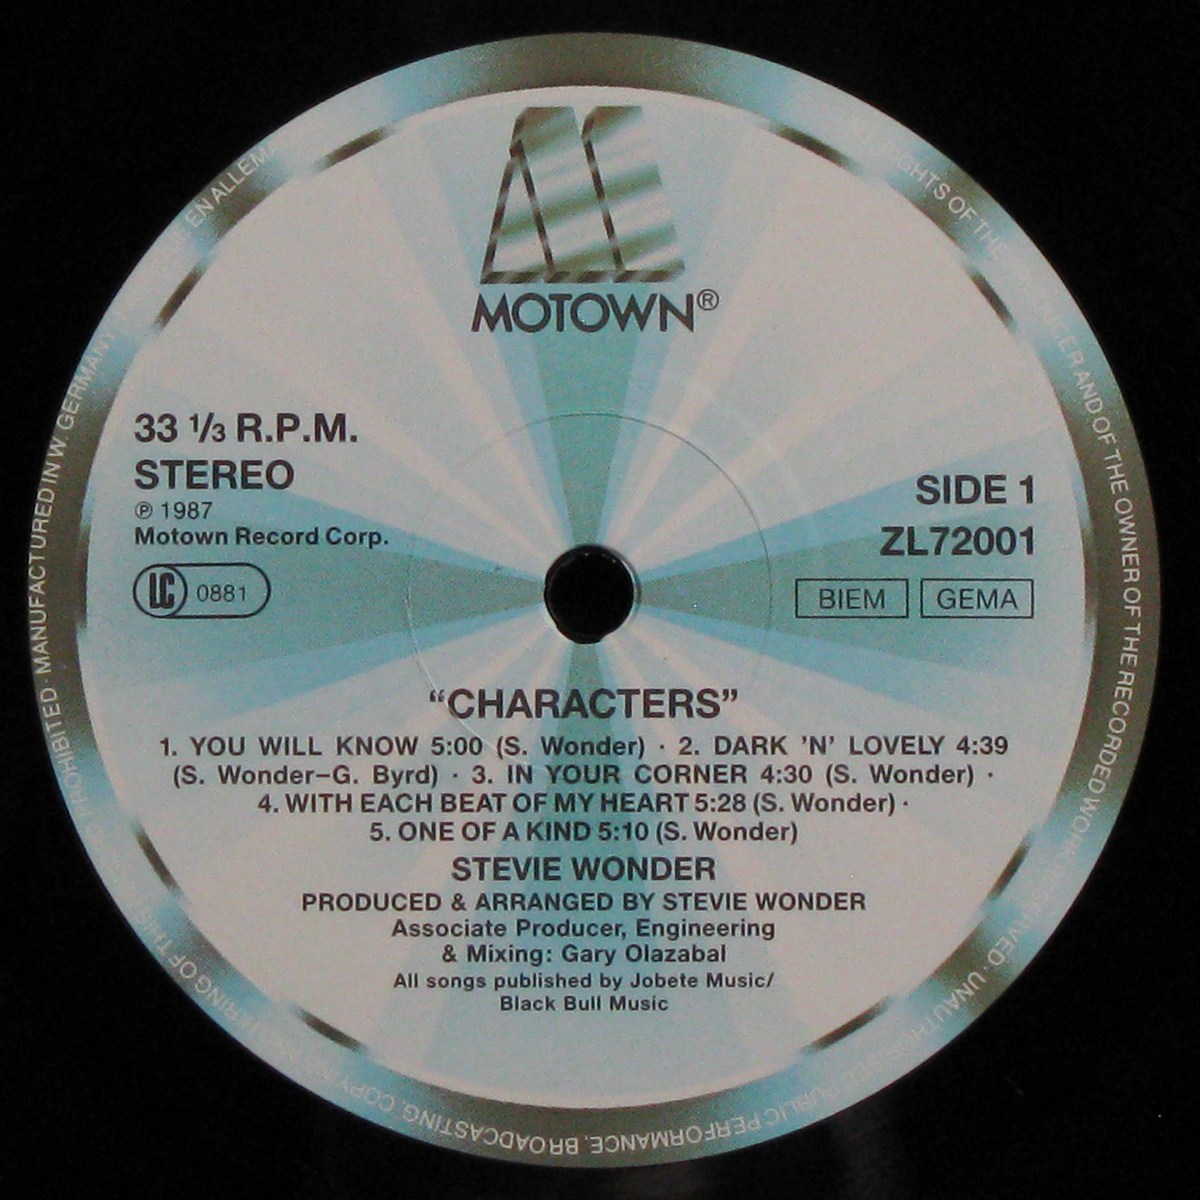 MOTOWN®
33 1/3 R.P.M.
STEREO
℗ 1987
Motown Record Corp.
LC 0881
SIDE 1
ZL72001
BIEM GEMA
“CHARACTERS”
1. YOU WILL KNOW 5:00 (S. Wonder) · 2. DARK ’N’ LOVELY 4:39
(S. Wonder–G. Byrd) · 3. IN YOUR CORNER 4:30 (S. Wonder) ·
4. WITH EACH BEAT OF MY HEART 5:28 (S. Wonder) ·
5. ONE OF A KIND 5:10 (S. Wonder)
STEVIE WONDER
PRODUCED & ARRANGED BY STEVIE WONDER
Associate Producer, Engineering
& Mixing: Gary Olazabal
All songs published by Jobete Music/
Black Bull Music
RIGHTS OF THE AND OF THE OWNER OF THE RECORDED WORK · PUBLIC PERFORMANCE, BROADCASTING, COPYING OF THIS PROHIBITED · MANUFACTURED IN W. GERMANY EN ALLEM